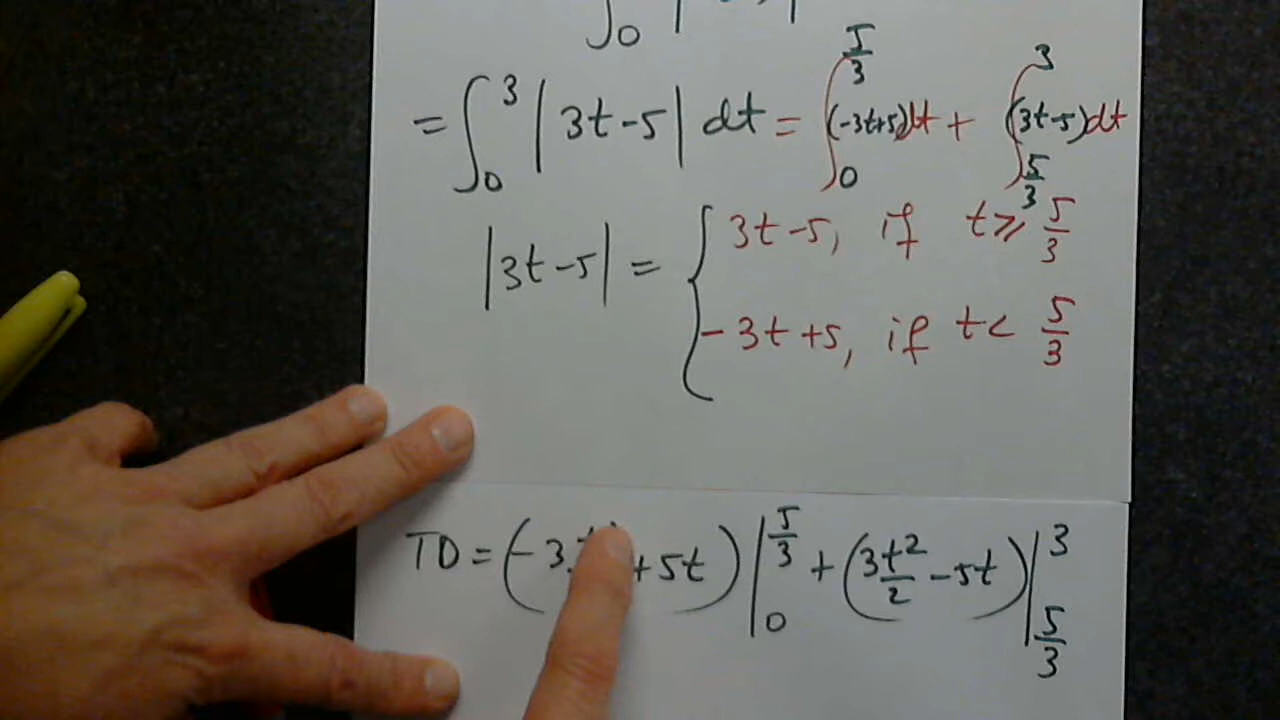 ∫₀ | |
= ∫₀³ |3t-5| dt = ∫₀^{5/3} (-3t+5)dt + ∫_{5/3}^3 (3t-5)dt
|3t-5| = { 3t-5, if t ⩾ 5/3
-3t+5, if t < 5/3
TD = (-3 +5t)|₀^{5/3} + (3t²/2 - 5t)|_{5/3}^3